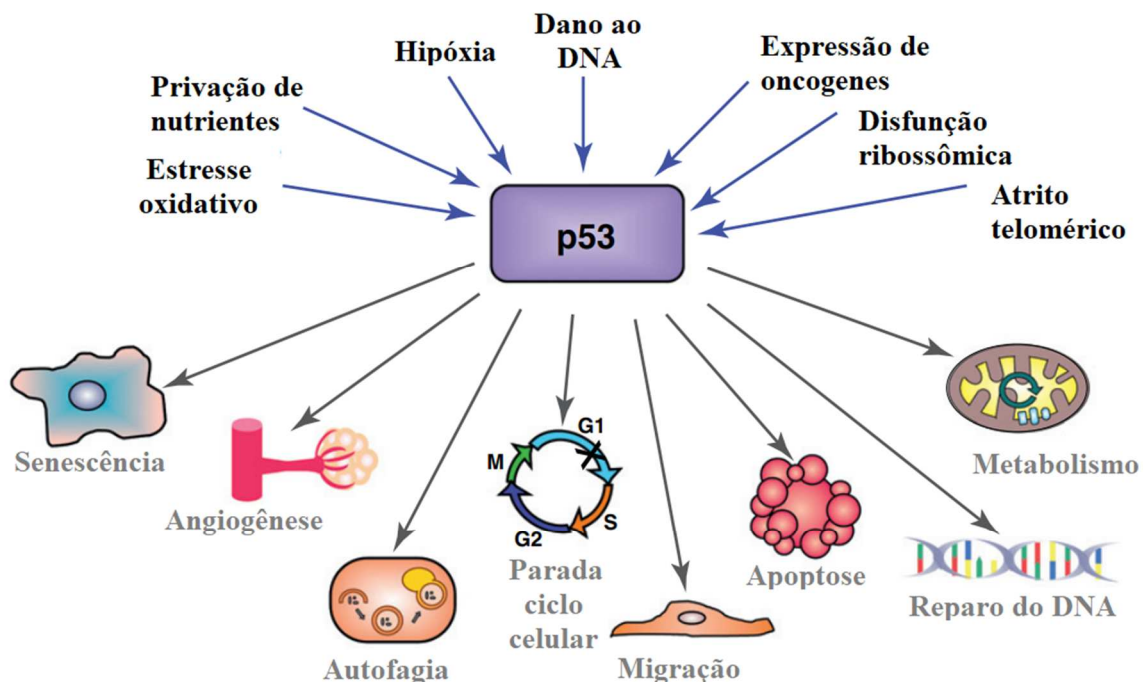 Dano ao
DNA
Hipóxia
Expressão de
oncogenes
Privação de
nutrientes
Disfunção
ribossômica
Estresse
oxidativo
Atrito
telomérico
p53
Senescência
Angiogênese
Autofagia
G1
M
S
G2
Parada
ciclo
celular
Migração
Apoptose
Reparo do DNA
Metabolismo